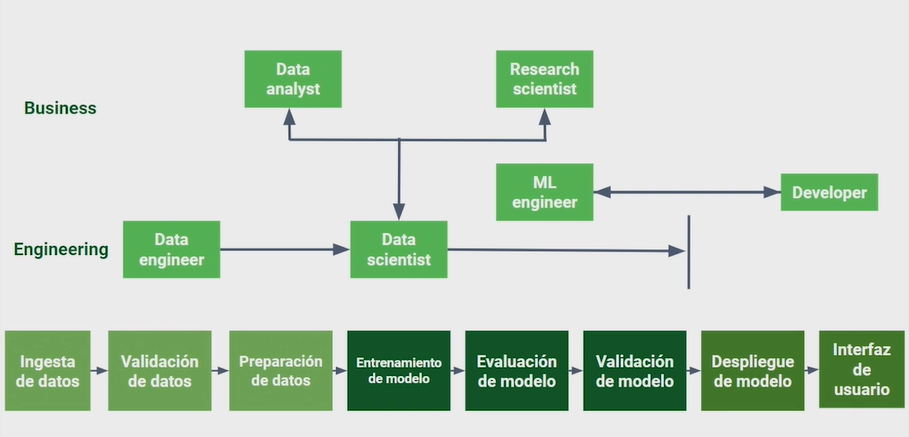 Data
analyst
Research
scientist
Business
ML
engineer
Developer
Engineering
Data
engineer
Data
scientist
Ingesta
de datos
Validación
de datos
Preparación
de datos
Entrenamiento
de modelo
Evaluación
de modelo
Validación
de modelo
Despliegue
de modelo
Interfaz
de
usuario